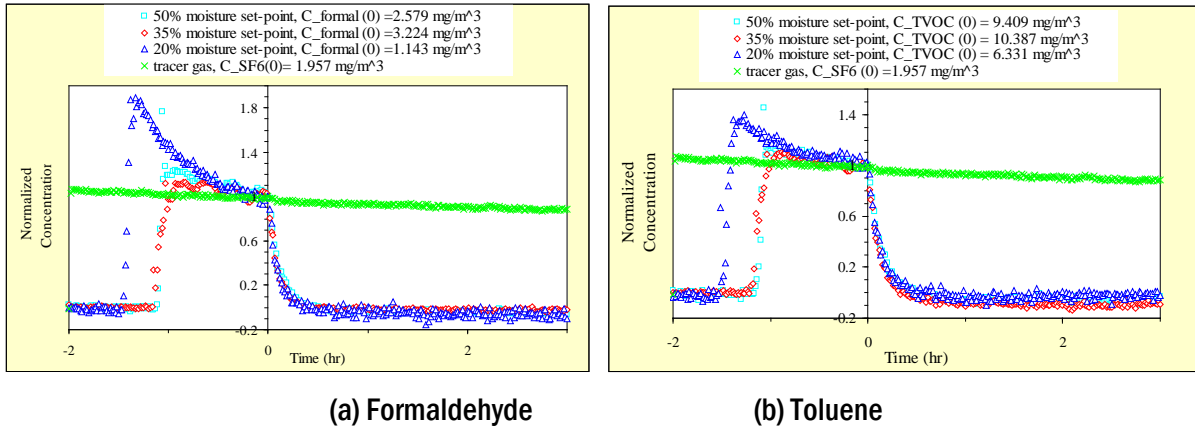 50% moisture set-point, C_formal (0) =2.579 mg/m^3
35% moisture set-point, C_formal (0) =3.224 mg/m^3
20% moisture set-point, C_formal (0) =1.143 mg/m^3
tracer gas, C_SF6(0)= 1.957 mg/m^3
1.8
1.4
1
0.6
0.2
-0.2
-2
0
2
Normalized
Concentration
Time (hr)
50% moisture set-point, C_TVOC (0) = 9.409 mg/m^3
35% moisture set-point, C_TVOC (0) = 10.387 mg/m^3
20% moisture set-point, C_TVOC (0) = 6.331 mg/m^3
tracer gas, C_SF6 (0) =1.957 mg/m^3
1.4
1
0.6
0.2
-0.2
-2
0
2
Normalized
Concentration
Time (hr)
(a) Formaldehyde
(b) Toluene